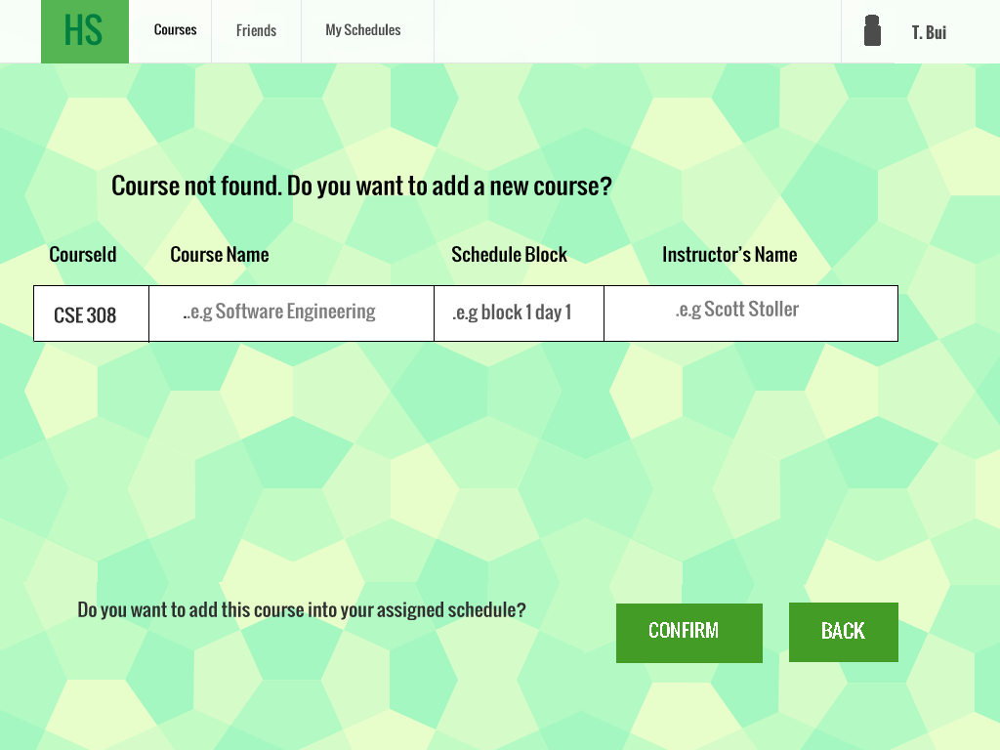 HS
Courses
Friends
My Schedules
T. Bui
Course not found. Do you want to add a new course?
CourseId
Course Name
Schedule Block
Instructor's Name
CSE 308
..e.g Software Engineering
.e.g block 1 day 1
.e.g Scott Stoller
Do you want to add this course into your assigned schedule?
CONFIRM
BACK